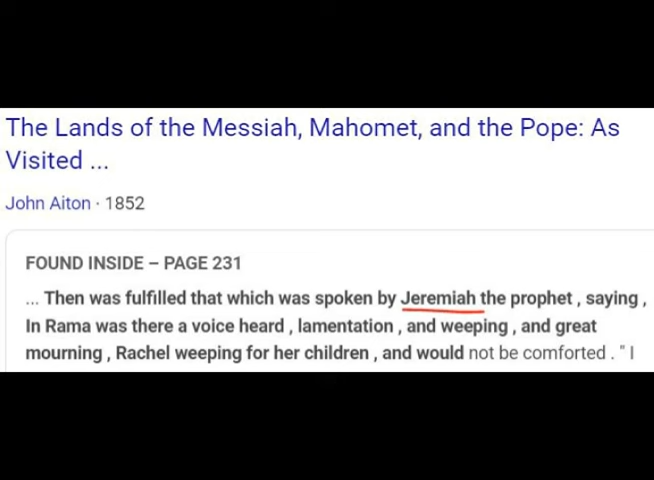 The Lands of the Messiah, Mahomet, and the Pope: As
Visited ...
John Aiton · 1852
FOUND INSIDE – PAGE 231
... Then was fulfilled that which was spoken by Jeremiah the prophet , saying ,
In Rama was there a voice heard , lamentation , and weeping , and great
mourning , Rachel weeping for her children , and would not be comforted . " I